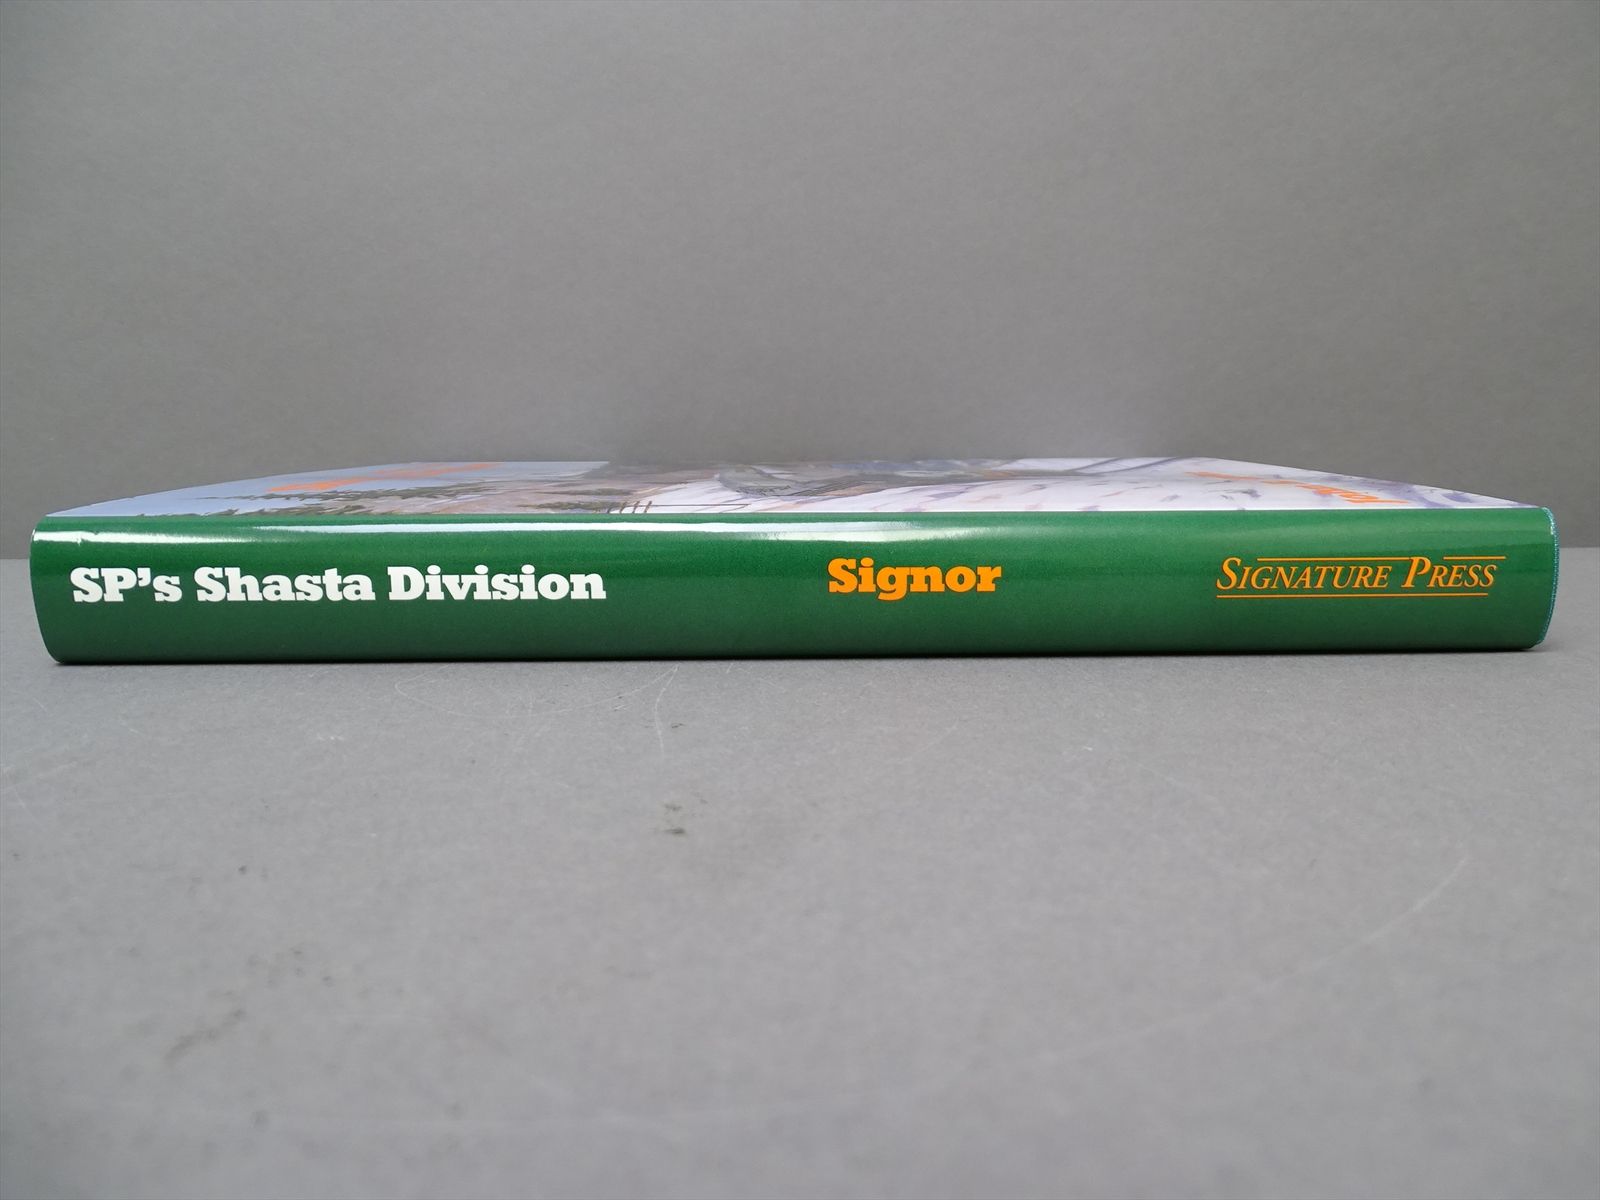 SP's Shasta Division
Signor
SIGNATURE PRESS